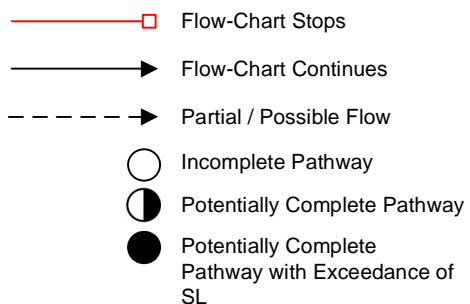 Flow-Chart Stops
Flow-Chart Continues
Partial / Possible Flow
Incomplete Pathway
Potentially Complete Pathway
Potentially Complete
Pathway with Exceedance of
SL